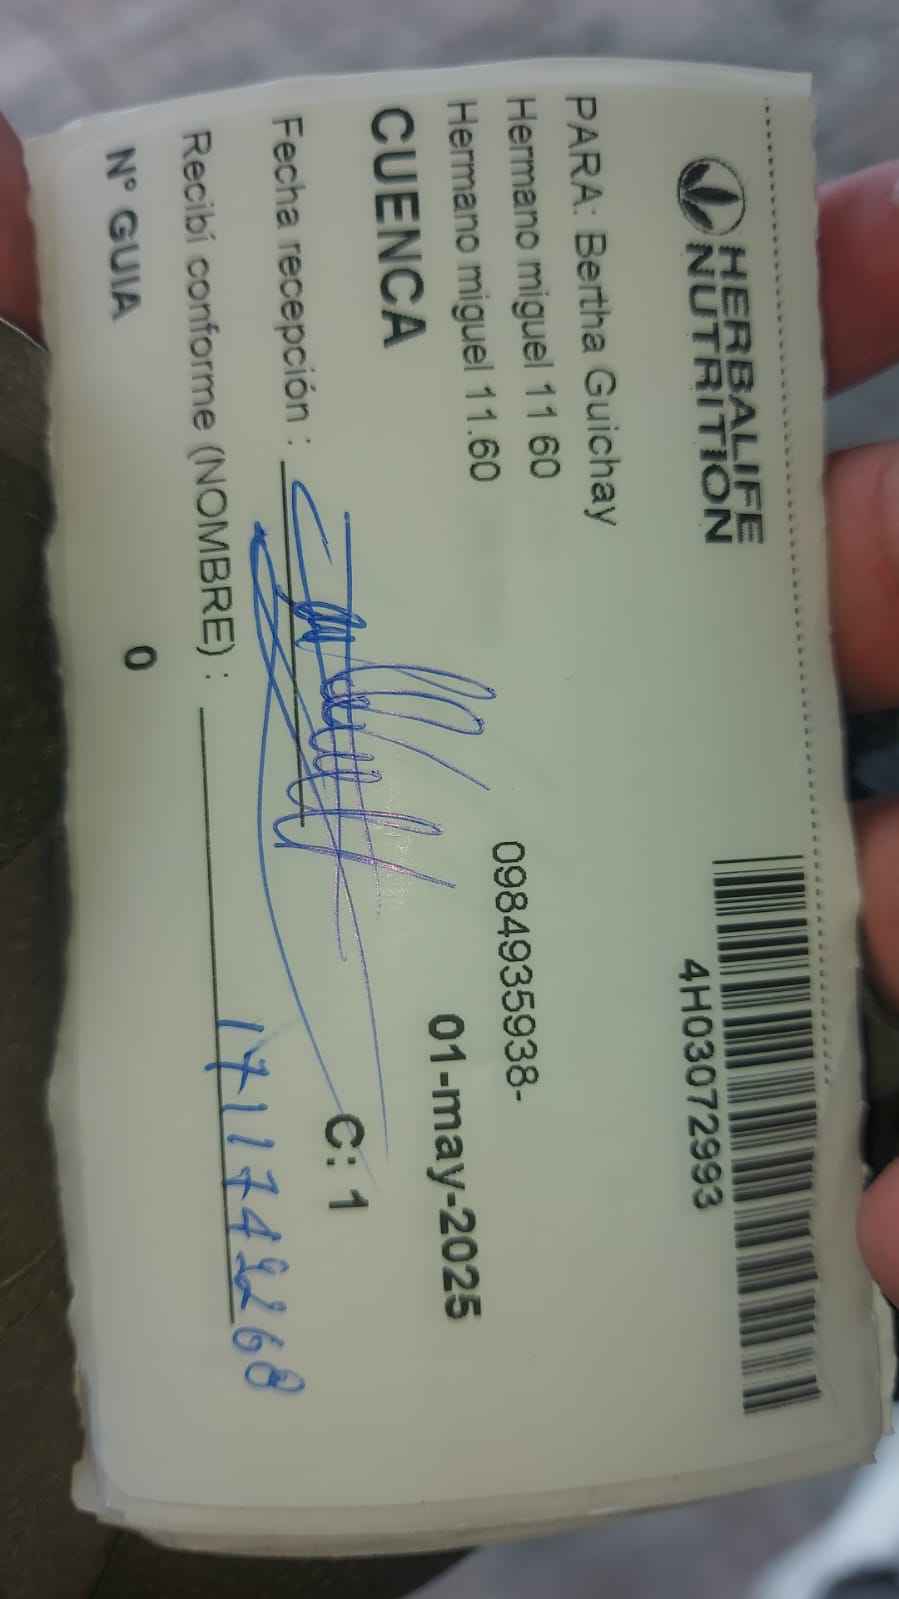 HERBALIFE
NUTRITION
4H03072993
PARA: Bertha Guichay
Hermano miguel 11 60
0984935938-
Hermano miguel 11.60
CUENCA
01-may-2025
Fecha recepción :
C: 1
Recibí conforme (NOMBRE) :
1711742268
N° GUIA
0